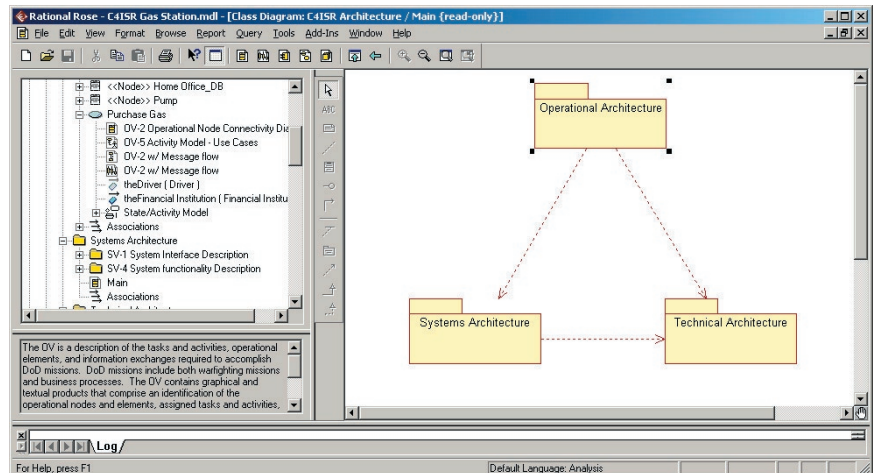 Rational Rose - C4ISR Gas Station.mdl - [Class Diagram: C4ISR Architecture / Main {read-only}]
File Edit View Format Browse Report Query Tools Add-Ins Window Help
<<Node>> Home Office_DB
<<Node>> Pump
Purchase Gas
OV-2 Operational Node Connectivity Dia
OV-5 Activity Model - Use Cases
OV-2 w/ Message flow
OV-2 w/ Message flow
theDriver ( Driver )
theFinancial Institution ( Financial Institu
State/Activity Model
Associations
Systems Architecture
SV-1 System Interface Description
SV-4 System functionality Description
Main
Associations
The OV is a description of the tasks and activities, operational
elements, and information exchanges required to accomplish
DoD missions. DoD missions include both warfighting missions
and business processes. The OV contains graphical and
textual products that comprise an identification of the
operational nodes and elements, assigned tasks and activities,
ABC
Operational Architecture
Systems Architecture
Technical Architecture
Log
For Help, press F1
Default Language: Analysis